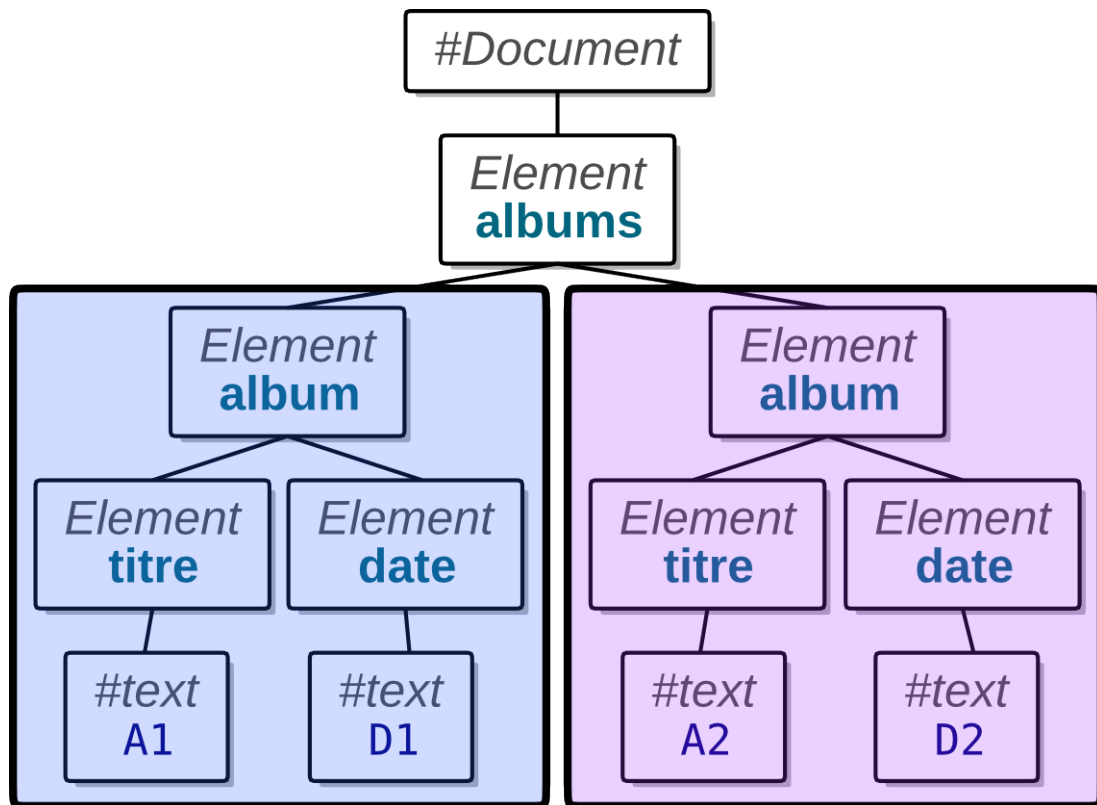 #Document
Element
albums
Element
album
Element
album
Element
titre
Element
date
Element
titre
Element
date
#text
A1
#text
D1
#text
A2
#text
D2